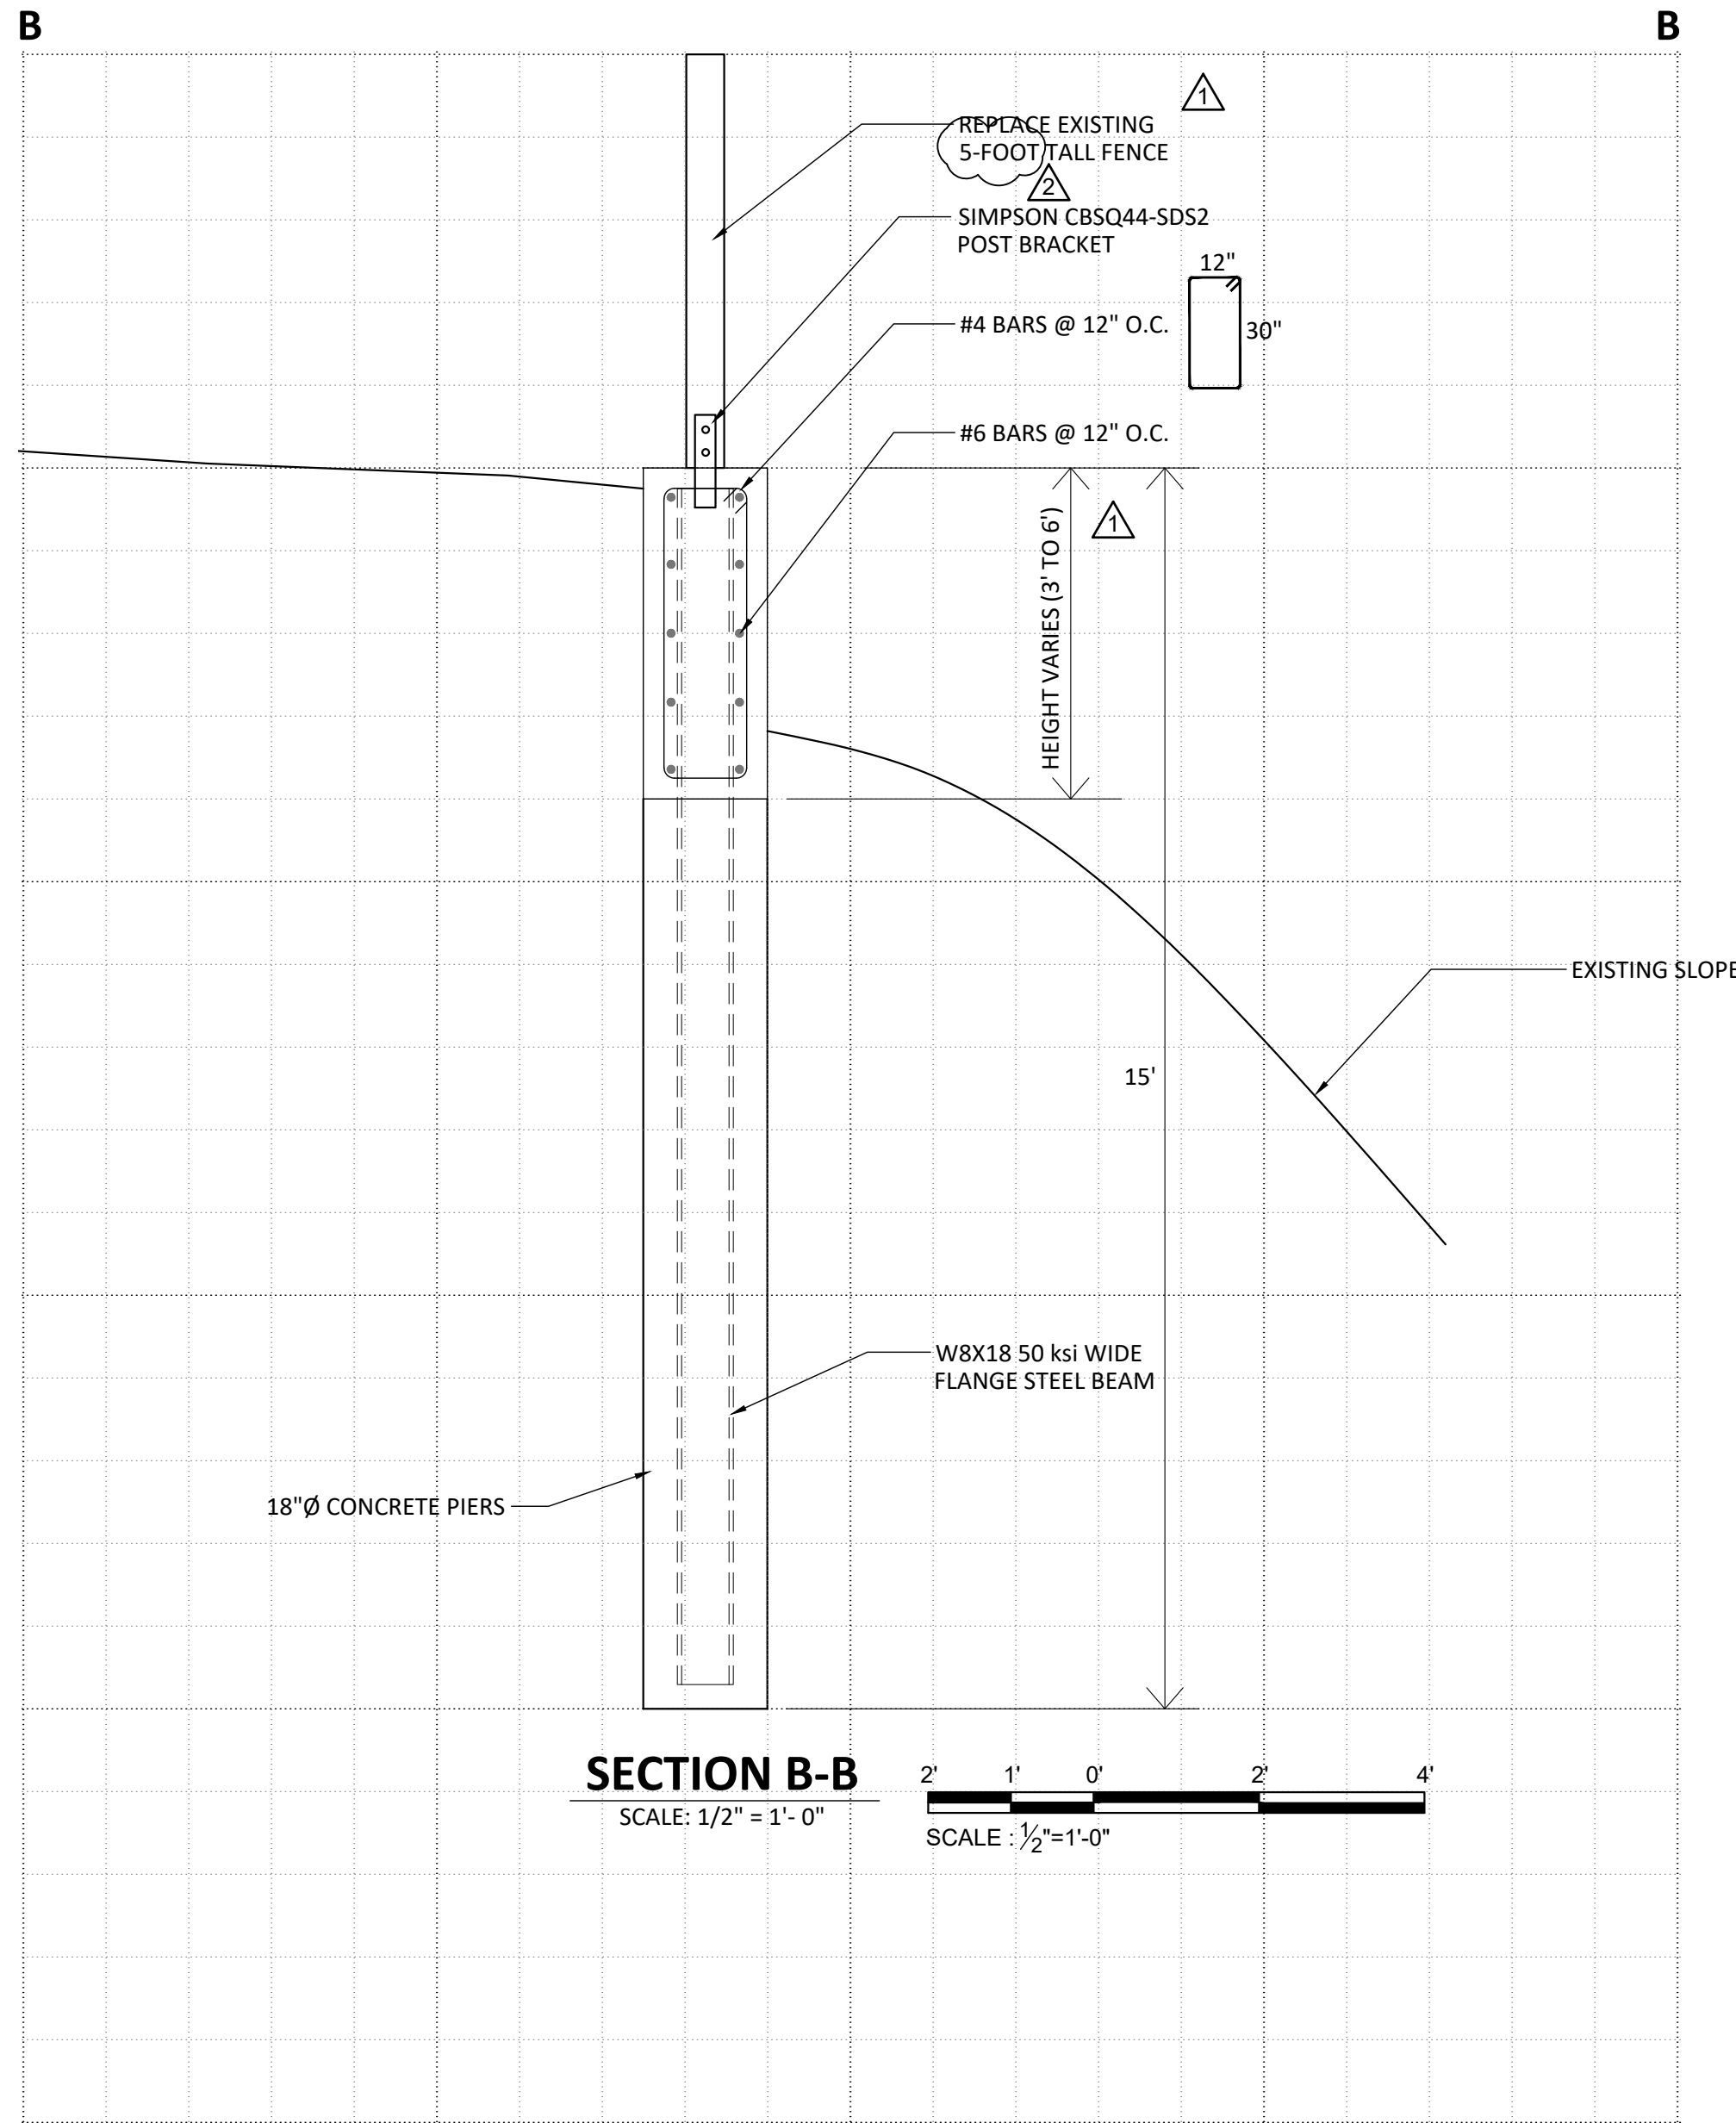 B
B
1
REPLACE EXISTING
5-FOOT TALL FENCE
2
SIMPSON CBSQ44-SDS2
POST BRACKET
12"
#4 BARS @ 12" O.C.
30"
#6 BARS @ 12" O.C.
HEIGHT VARIES (3' TO 6')
1
EXISTING SLOPE
15'
W8X18 50 ksi WIDE
FLANGE STEEL BEAM
18"Ø CONCRETE PIERS
SECTION B-B
SCALE: 1/2" = 1'- 0"
2' 1' 0' 2' 4'
SCALE : 1/2"=1'-0"